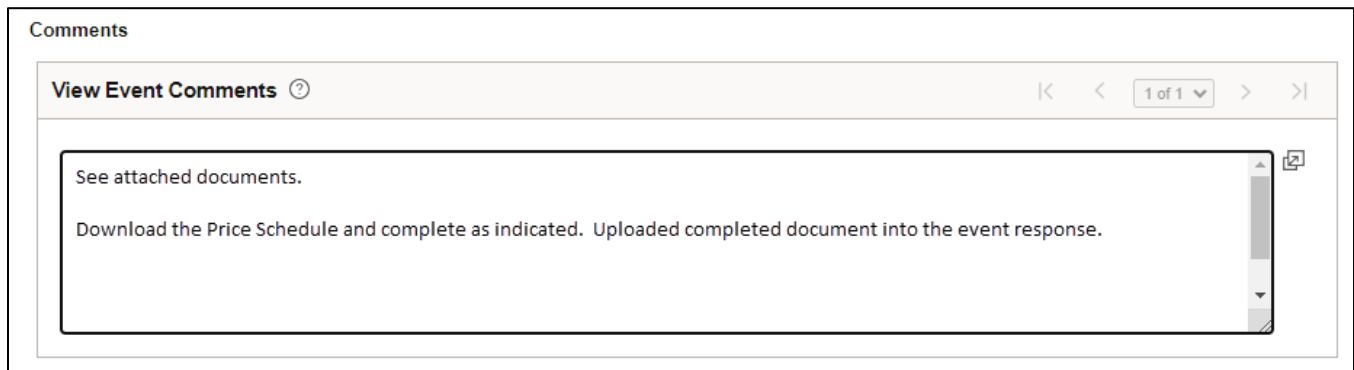 Comments
View Event Comments
1 of 1
See attached documents.
Download the Price Schedule and complete as indicated.  Uploaded completed document into the event response.